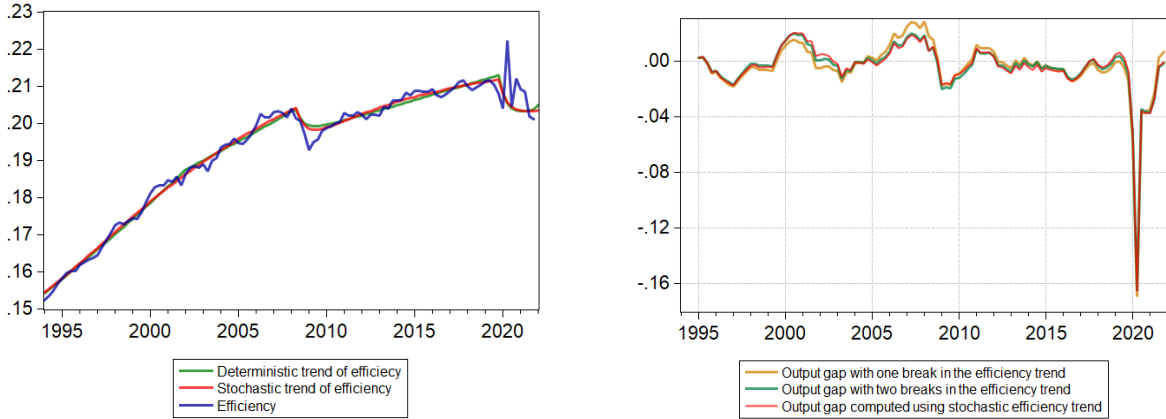 .23
.22
.21
.20
.19
.18
.17
.16
.15
1995 2000 2005 2010 2015 2020
Deterministic trend of efficiecy
Stochastic trend of efficiency
Efficiency
.00
-.04
-.08
-.12
-.16
1995 2000 2005 2010 2015 2020
Output gap with one break in the efficiency trend
Output gap with two breaks in the efficiency trend
Output gap computed using stochastic efficiency trend